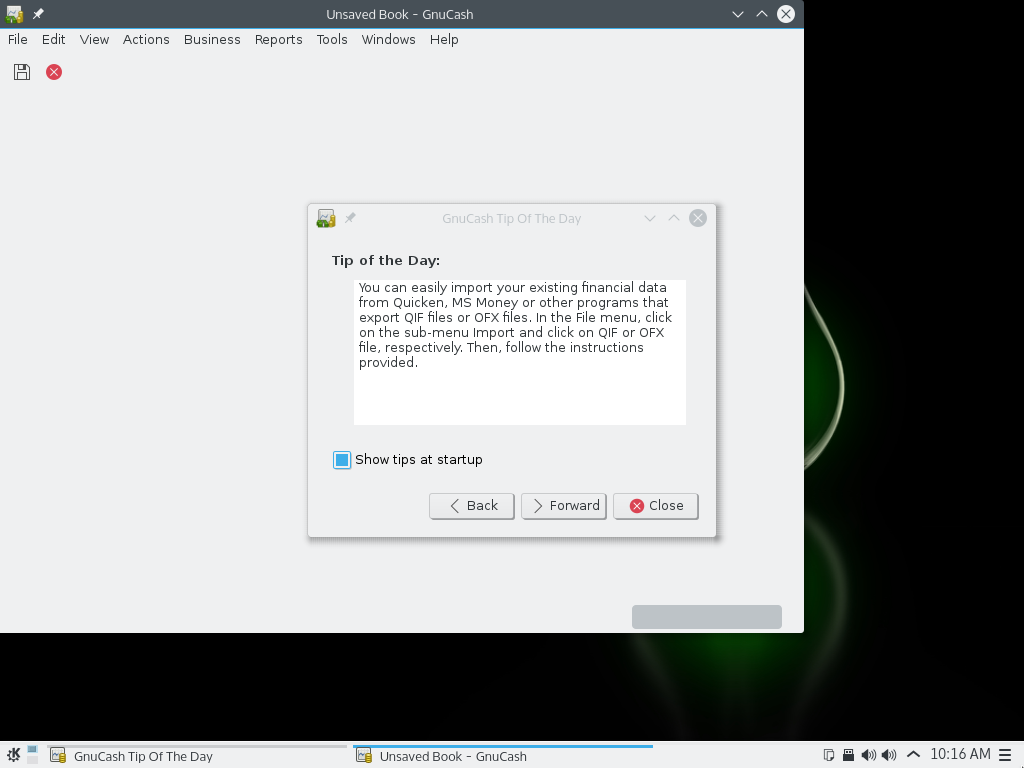 Unsaved Book – GnuCash
File Edit View Actions Business Reports Tools Windows Help
GnuCash Tip Of The Day
Tip of the Day:
You can easily import your existing financial data
from Quicken, MS Money or other programs that
export QIF files or OFX files. In the File menu, click
on the sub-menu Import and click on QIF or OFX
file, respectively. Then, follow the instructions
provided.
Show tips at startup
Back Forward Close
GnuCash Tip Of The Day Unsaved Book – GnuCash 10:16 AM